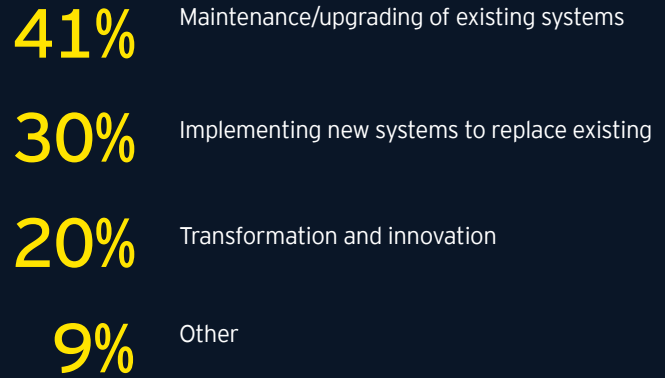 41% Maintenance/upgrading of existing systems
30% Implementing new systems to replace existing
20% Transformation and innovation
9% Other